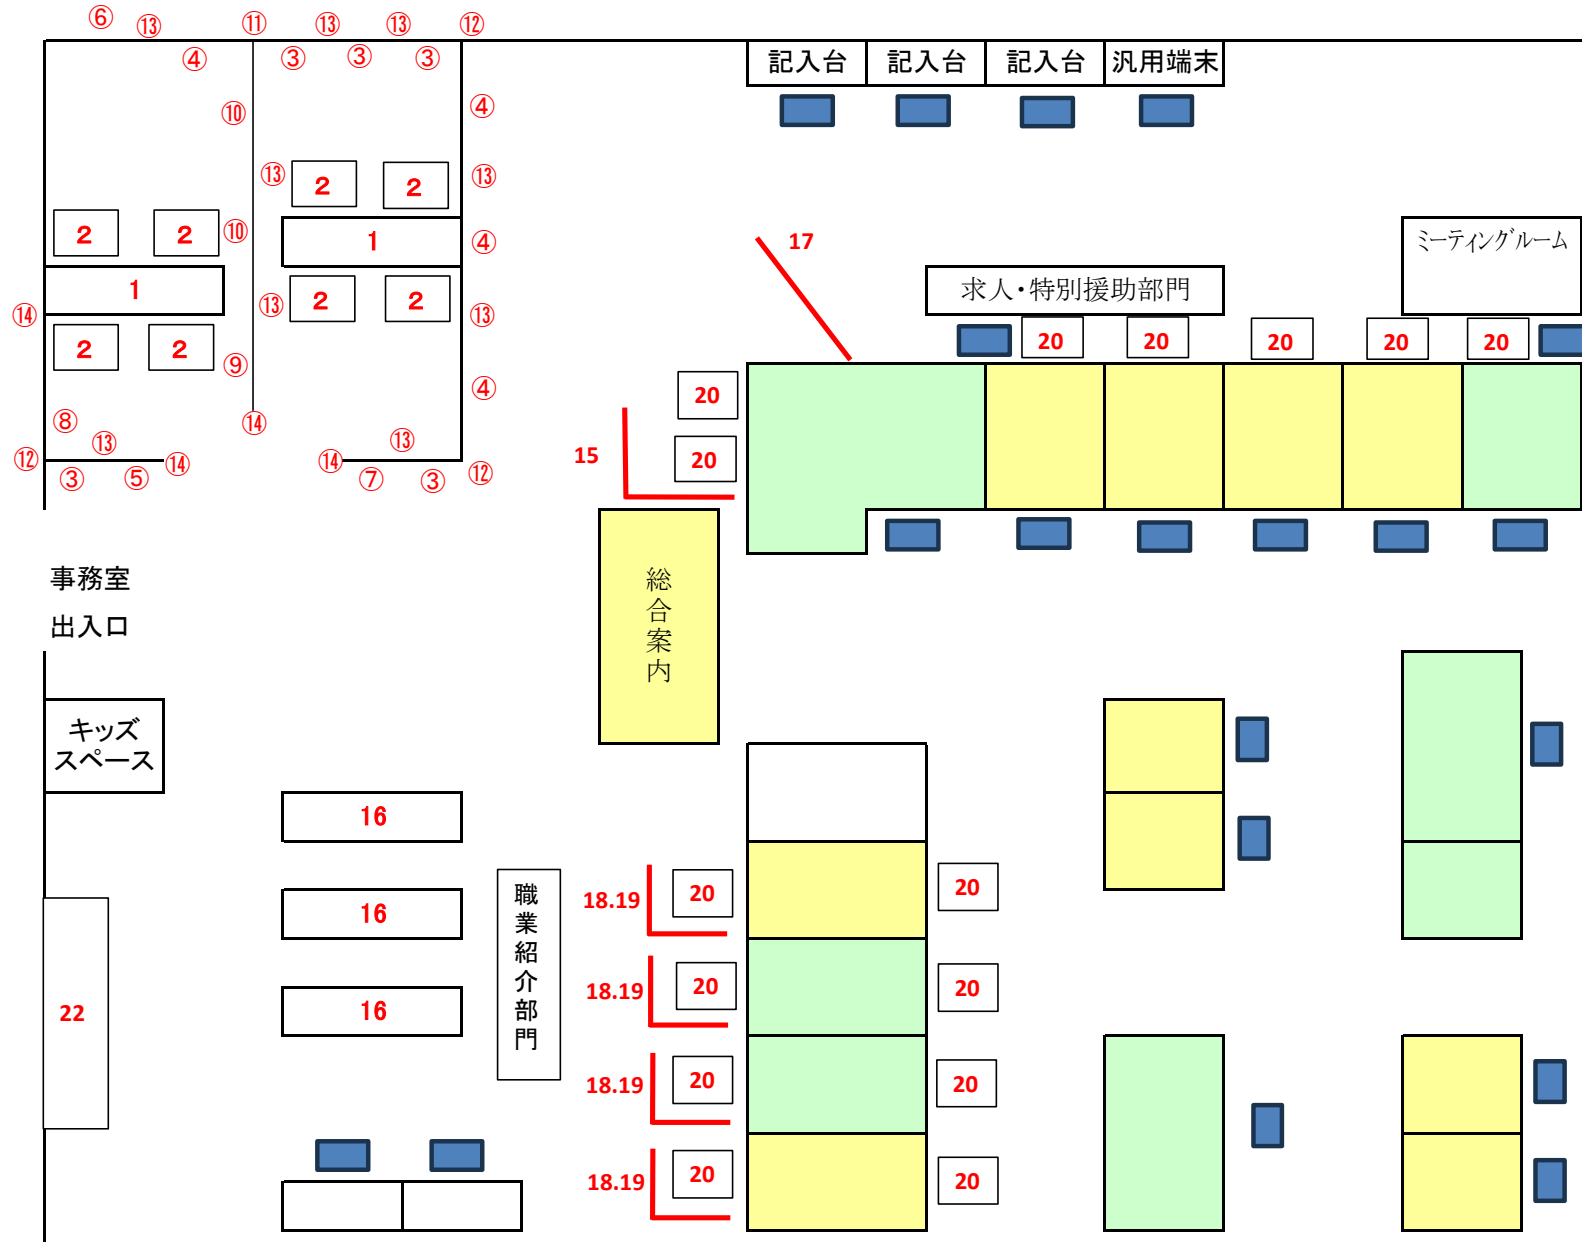 ⑥ ⑬ ⑪ ⑬ ⑬ ⑫
④ ③ ③ ③
記入台 記入台 記入台 汎用端末
⑩ ④
⑬ 2 2 ⑬
2 2 ⑩ 1 ④
17
ミーティングルーム
1 ⑬ 2 2 ⑬
求人・特別援助部門
⑭
2 2 ⑨
20 20 20 20 20
④
20
⑧ ⑭
⑬ ⑬
15 20
⑫ ⑭ ⑭ ⑫
③ ⑤ ⑦ ③
総合案内
事務室
出入口
キッズ
スペース
16
職業紹介部門
18.19 20 20
16
18.19 20 20
22 16
18.19 20 20
18.19 20 20